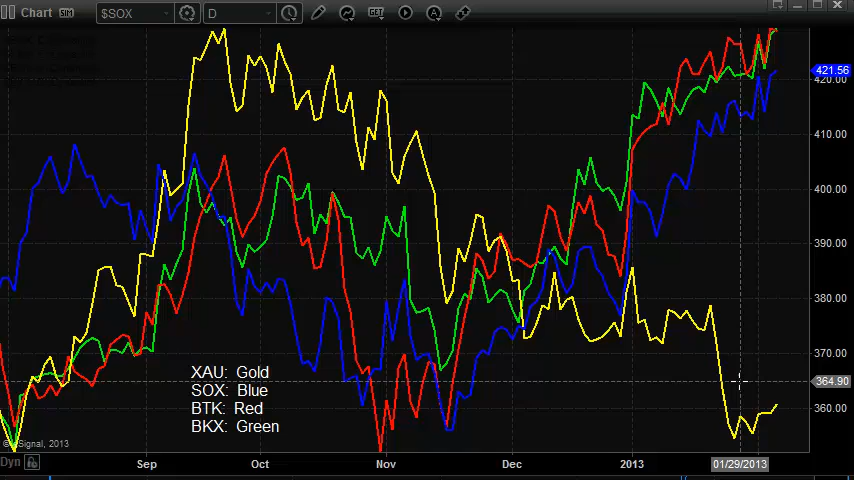 Chart SIM $SOX D GET A
421.56
420.00
410.00
400.00
390.00
380.00
370.00
364.90
360.00
XAU: Gold
SOX: Blue
BTK: Red
BKX: Green
Signal, 2013
Dyn Sep Oct Nov Dec 2013 01/29/2013